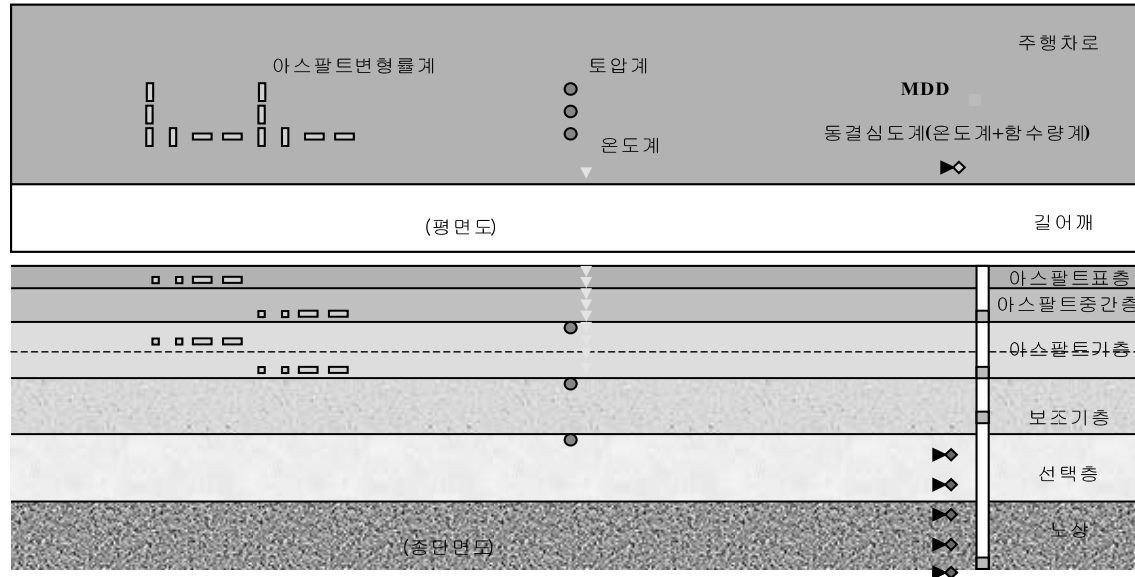 주행차로
아스팔트변형률계
토압계
MDD
동결심도계(온도계+함수량계)
온도계
(평면도)
길어깨
아스팔트표층
아스팔트중간층
아스팔트기층
보조기층
선택층
노상
(종단면도)